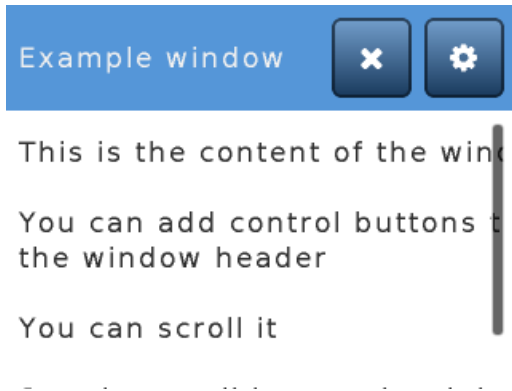 Example window
This is the content of the
You can add control buttons
the window header
You can scroll it